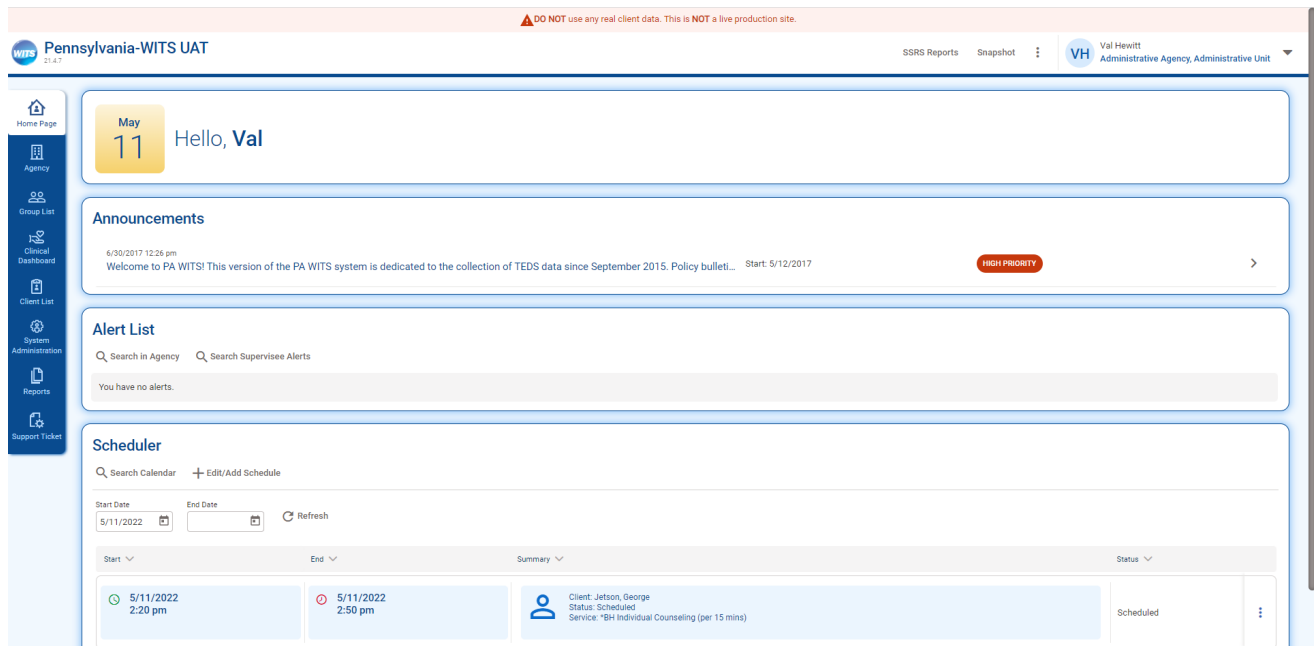 DO NOT use any real client data. This is NOT a live production site.
WITS
Pennsylvania-WITS UAT
21.4.7
SSRS Reports
Snapshot
VH
Val Hewitt
Administrative Agency, Administrative Unit
Home Page
Agency
Group List
Clinical
Dashboard
Client List
System
Administration
Reports
Support Ticket
May
11
Hello, Val
Announcements
6/30/2017 12:26 pm
Welcome to PA WITS! This version of the PA WITS system is dedicated to the collection of TEDS data since September 2015. Policy bulleti...
Start: 5/12/2017
HIGH PRIORITY
Alert List
Search in Agency
Search Supervisee Alerts
You have no alerts.
Scheduler
Search Calendar
Edit/Add Schedule
Start Date
End Date
5/11/2022
Refresh
Start
End
Summary
Status
5/11/2022
2:20 pm
5/11/2022
2:50 pm
Client: Jetson, George
Status: Scheduled
Service: *BH Individual Counseling (per 15 mins)
Scheduled